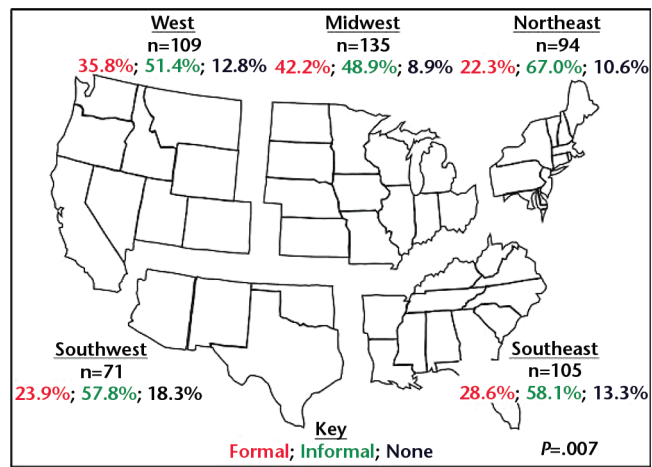 West
n=109
35.8%; 51.4%; 12.8%
Midwest
n=135
42.2%; 48.9%; 8.9%
Northeast
n=94
22.3%; 67.0%; 10.6%
Southwest
n=71
23.9%; 57.8%; 18.3%
Southeast
n=105
28.6%; 58.1%; 13.3%
Key
Formal; Informal; None
P=.007